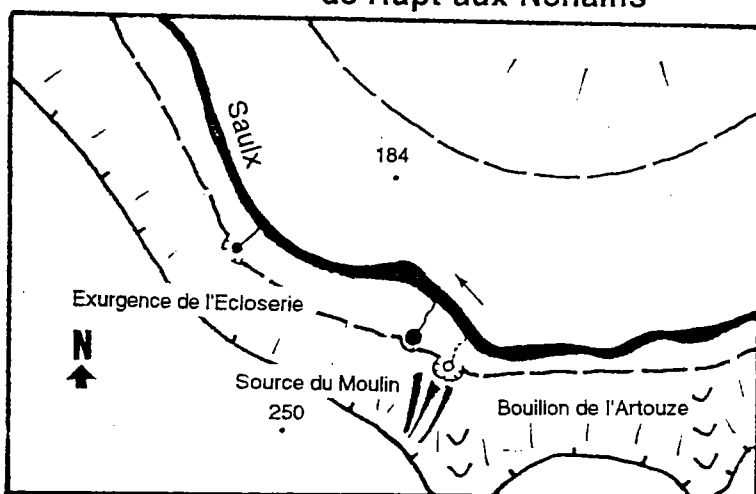 de Rupt aux Nonains
Saulx
184
Exurgence de l'Ecloserie
N
Source du Moulin
250
Bouillon de l'Artouze